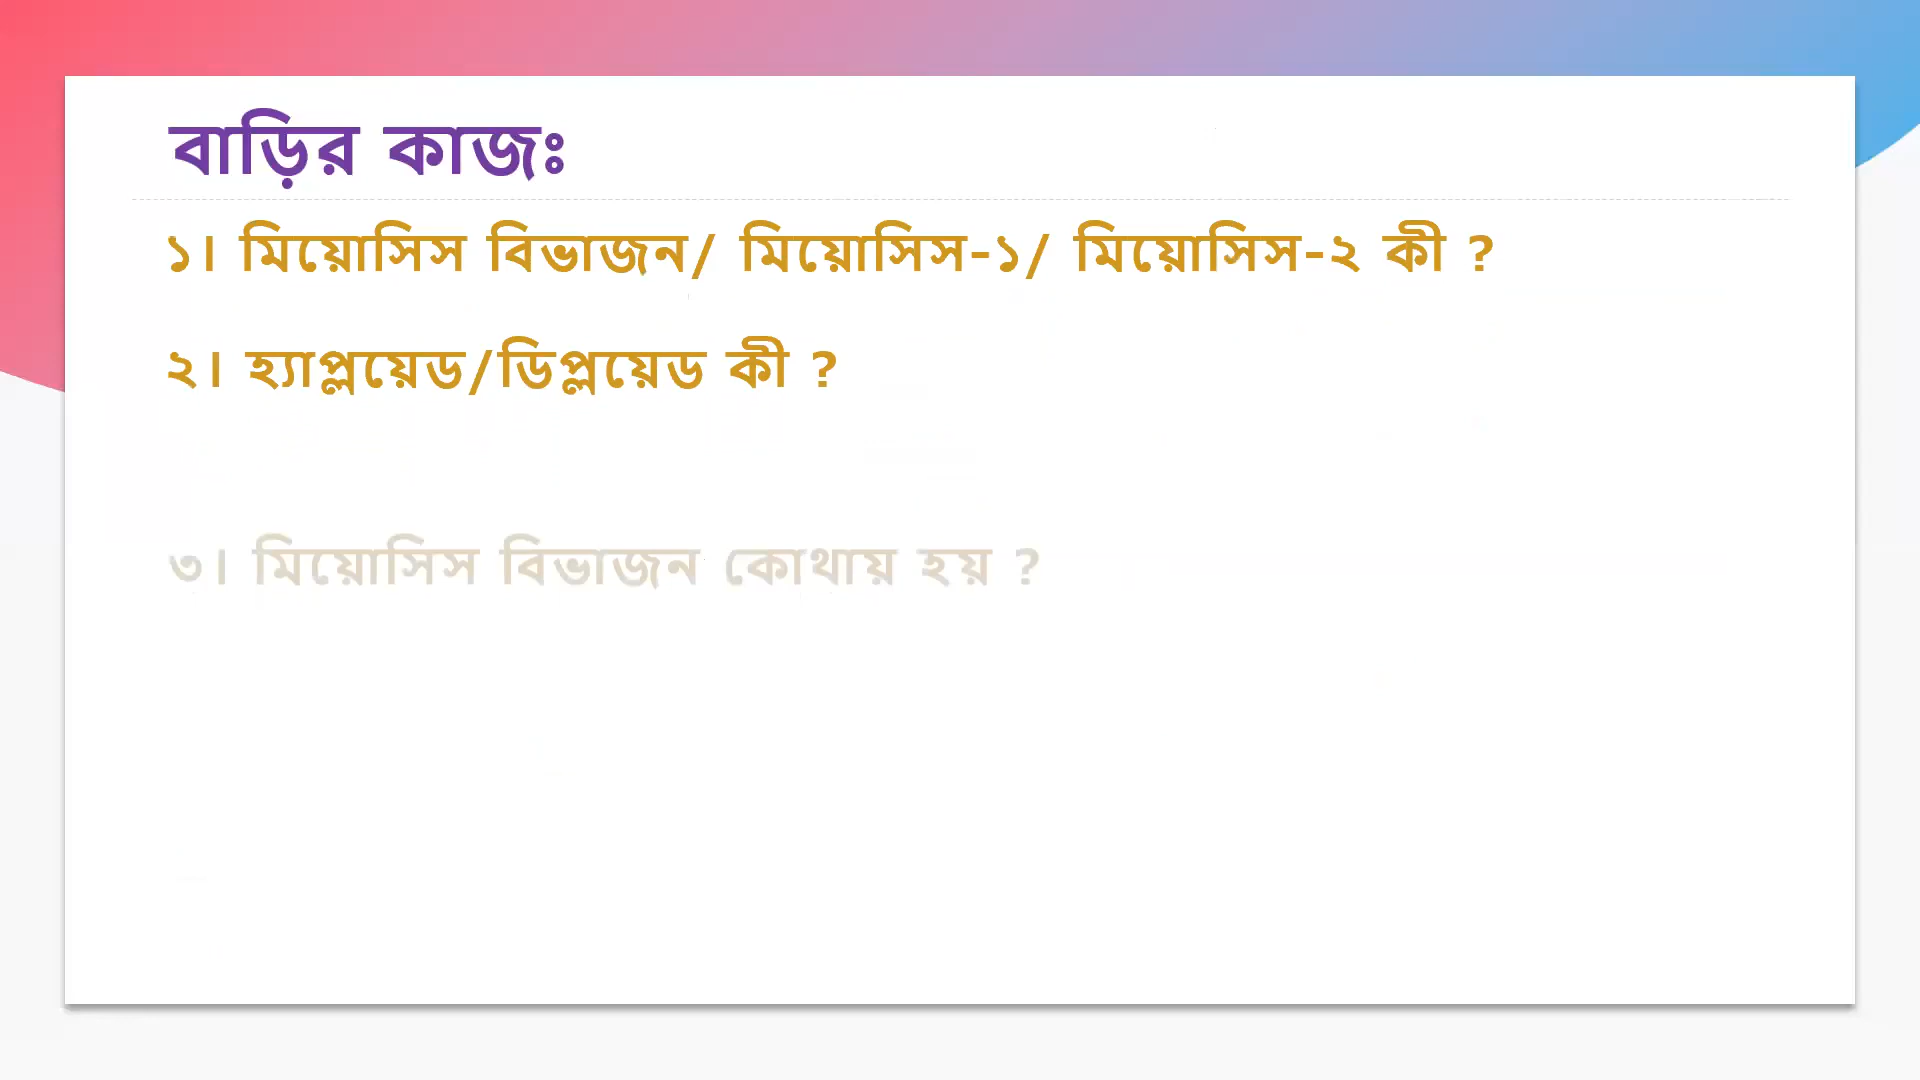 বাড়ির কাজঃ
১। মিয়োসিস বিভাজন/ মিয়োসিস-১/ মিয়োসিস-২ কী ?
২। হ্যাপ্লয়েড/ডিপ্লয়েড কী ?
৩। মিয়োসিস বিভাজন কোথায় হয় ?